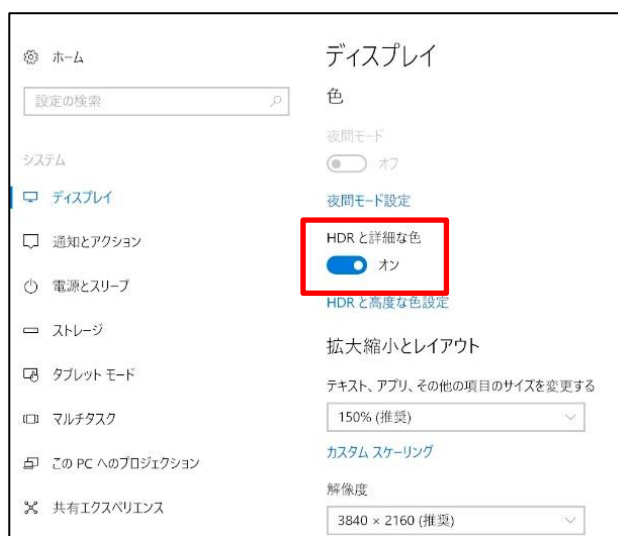 ホーム
設定の検索
システム
ディスプレイ
通知とアクション
電源とスリープ
ストレージ
タブレット モード
マルチタスク
この PC へのプロジェクション
共有エクスペリエンス
ディスプレイ
色
夜間モード
オフ
夜間モード設定
HDR と詳細な色
オン
HDR と高度な色設定
拡大縮小とレイアウト
テキスト、アプリ、その他の項目のサイズを変更する
150% (推奨)
カスタム スケーリング
解像度
3840 × 2160 (推奨)